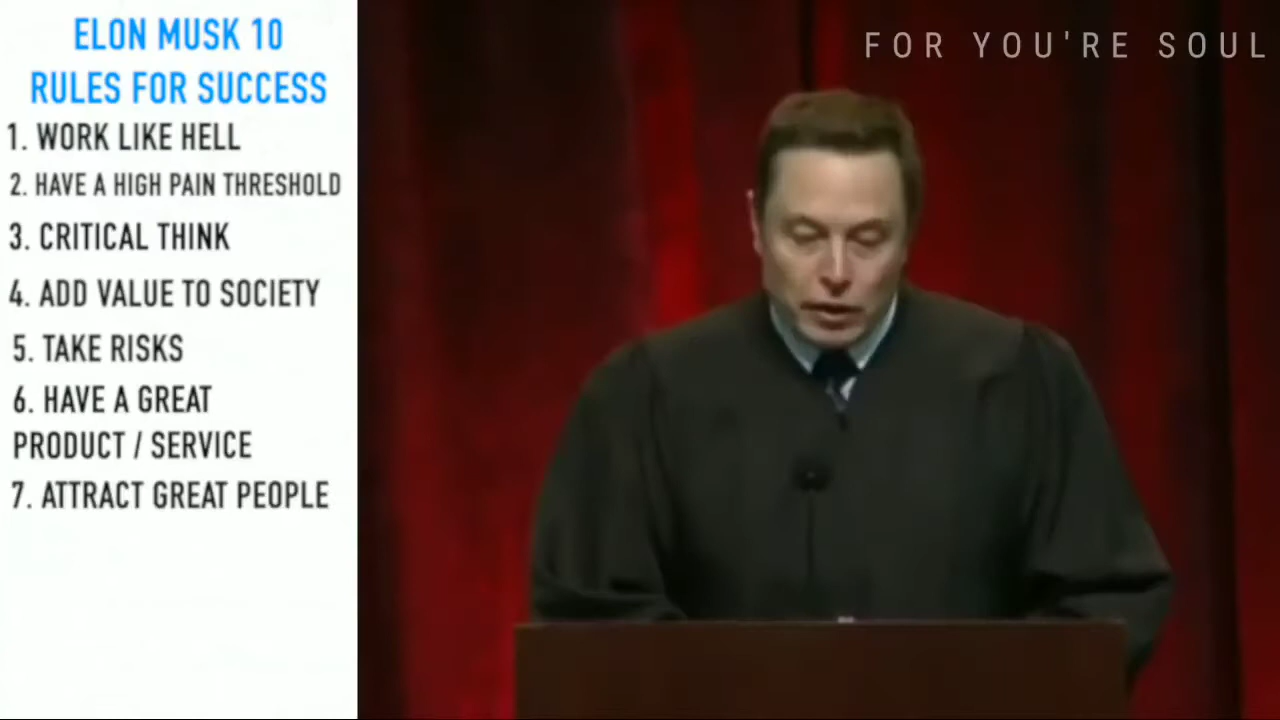 ELON MUSK 10
RULES FOR SUCCESS
1. WORK LIKE HELL
2. HAVE A HIGH PAIN THRESHOLD
3. CRITICAL THINK
4. ADD VALUE TO SOCIETY
5. TAKE RISKS
6. HAVE A GREAT
PRODUCT / SERVICE
7. ATTRACT GREAT PEOPLE
FOR YOU'RE SOUL